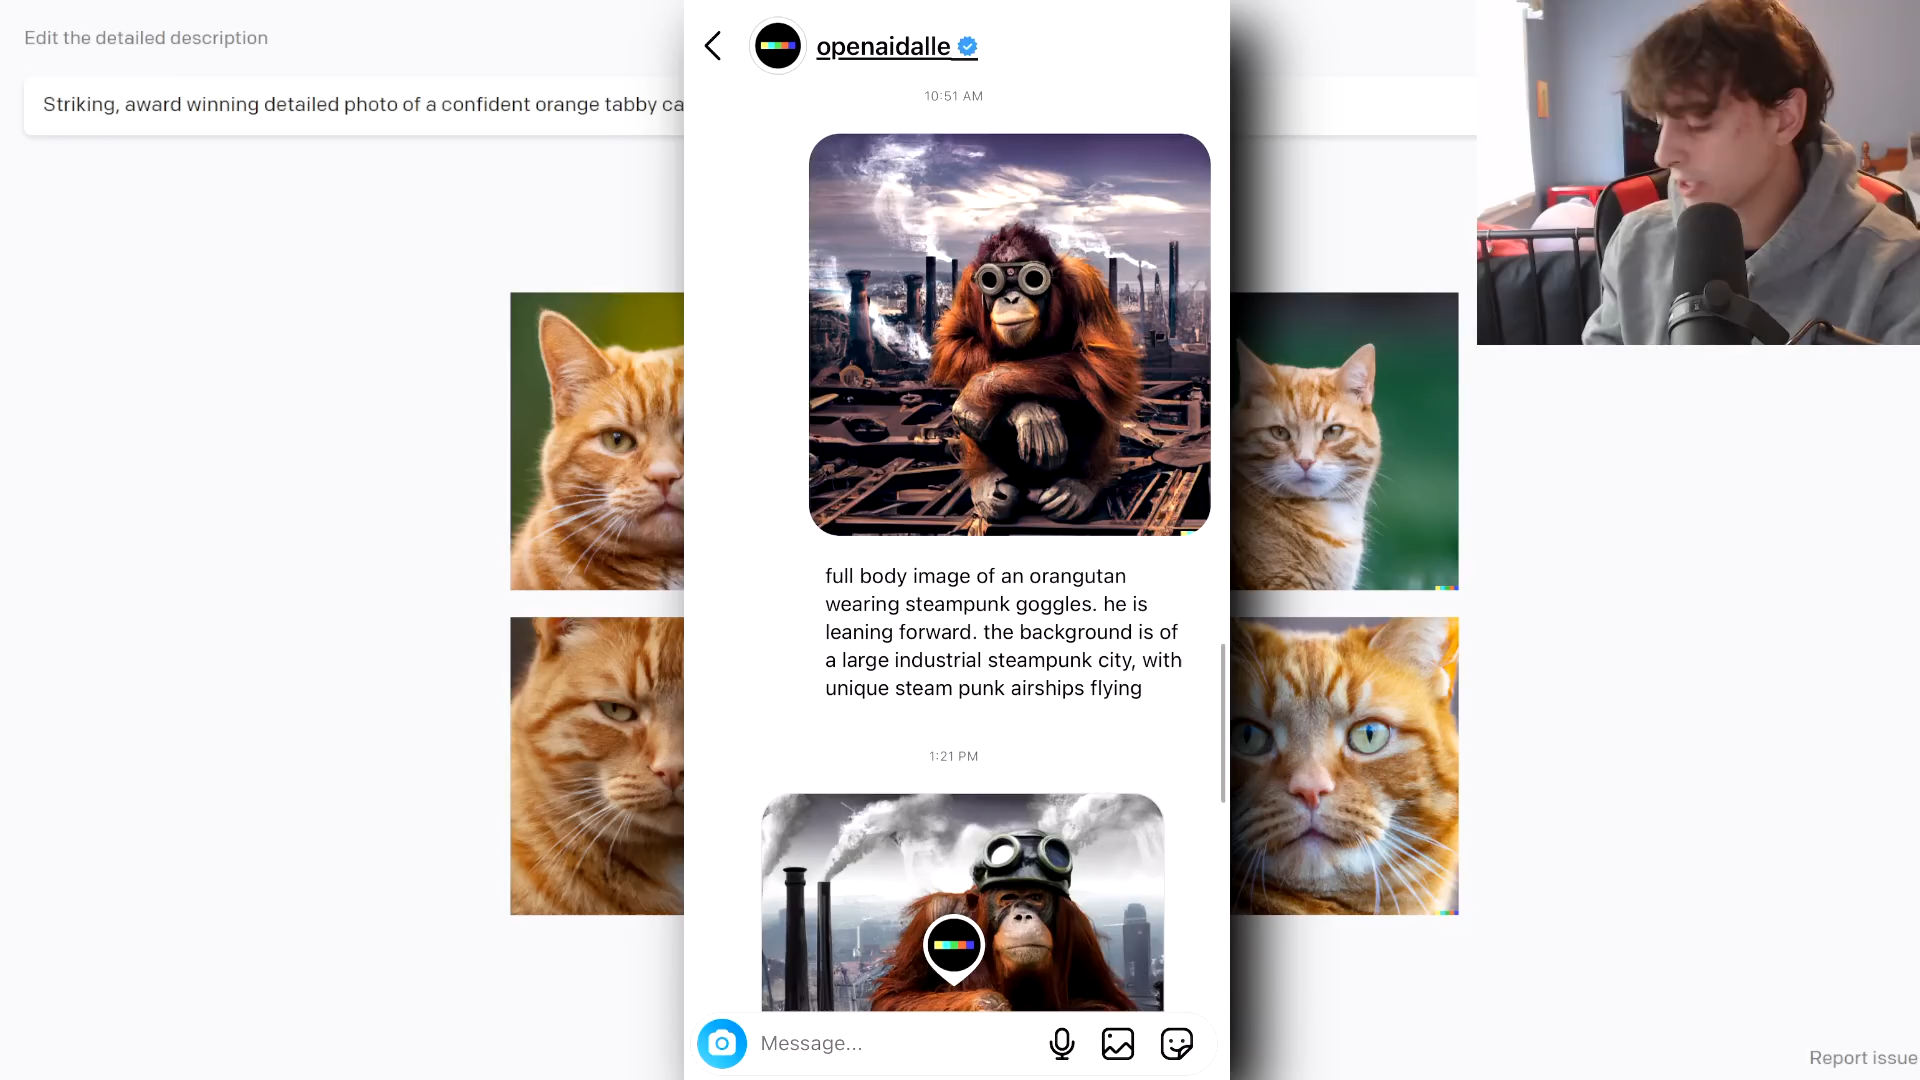 Edit the detailed description
Striking, award winning detailed photo of a confident orange tabby ca
openaidalle
10:51 AM
full body image of an orangutan
wearing steampunk goggles. he is
leaning forward. the background is of
a large industrial steampunk city, with
unique steam punk airships flying
1:21 PM
Message...
Report issue